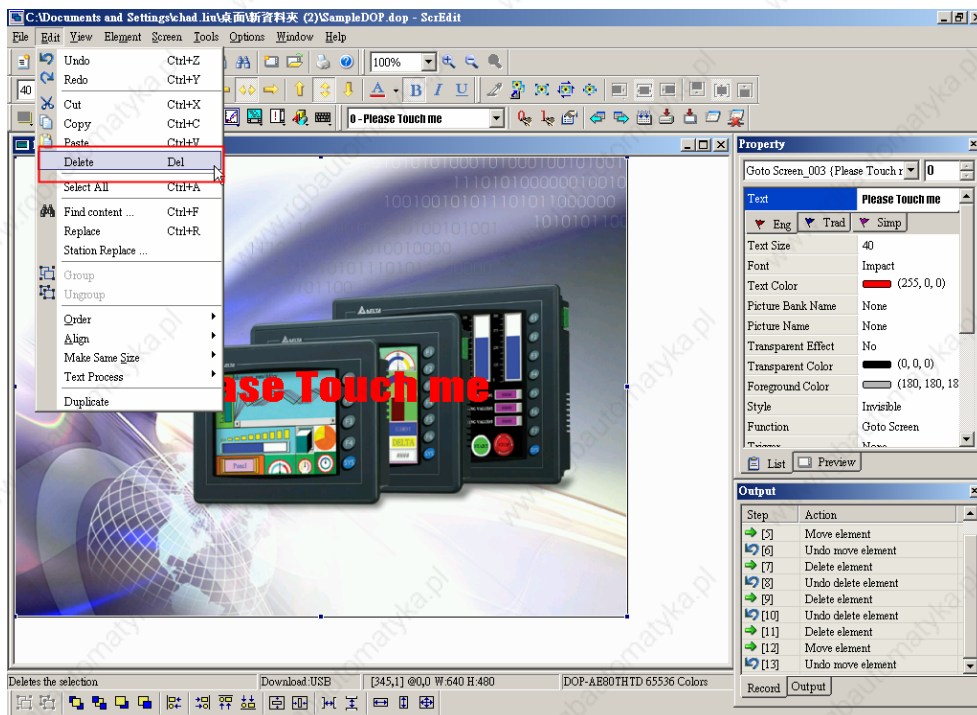 C:\Documents and Settings\chad.liu\桌面\新資料夾 (2)\SampleDOP.dop - ScrEdit
File Edit View Element Screen Tools Options Window Help
100%
40
B I U
0 - Please Touch me
Undo Ctrl+Z
Redo Ctrl+Y
Cut Ctrl+X
Copy Ctrl+C
Paste Ctrl+V
Delete Del
Select All Ctrl+A
Find content ... Ctrl+F
Replace Ctrl+R
Station Replace ...
Group
Ungroup
Order
Align
Make Same Size
Text Process
Duplicate
ase Touch me
Property
Goto Screen_003 {Please Touch r 0
Text Please Touch me
Eng Trad Simp
Text Size 40
Font Impact
Text Color (255, 0, 0)
Picture Bank Name None
Picture Name None
Transparent Effect No
Transparent Color (0, 0, 0)
Foreground Color (180, 180, 18
Style Invisible
Function Goto Screen
Trigger None
List Preview
Output
Step Action
[5] Move element
[6] Undo move element
[7] Delete element
[8] Undo delete element
[9] Delete element
[10] Undo delete element
[11] Delete element
[12] Move element
[13] Undo move element
Record Output
Deletes the selection Download:USB [345,1] @0,0 W:640 H:480 DOP-AE80THTD 65536 Colors